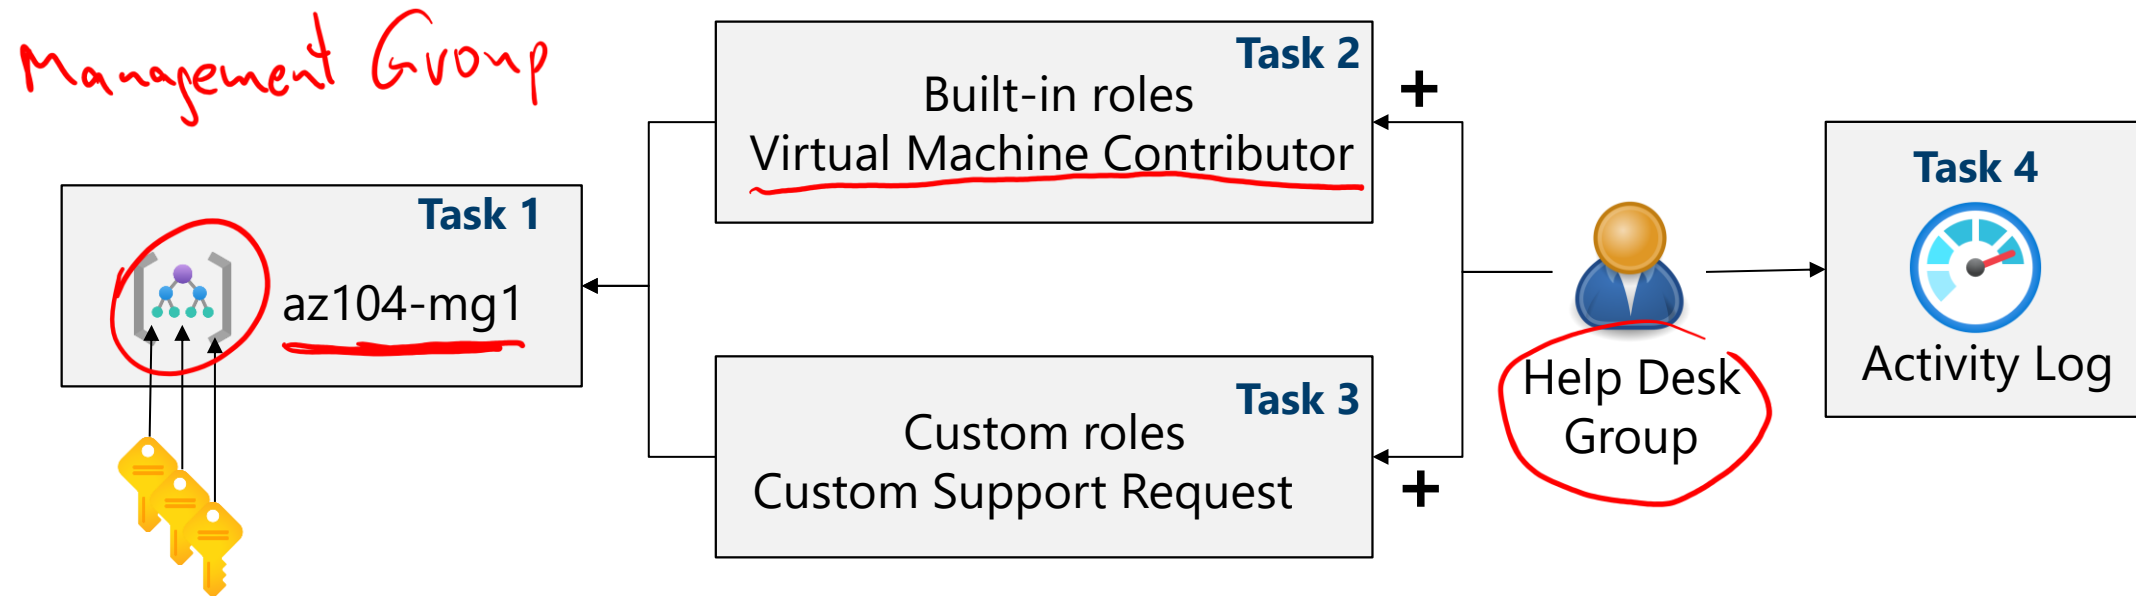 Management Group
Task 1
az104-mg1
Task 2
Built-in roles
Virtual Machine Contributor
+
Task 3
Custom roles
Custom Support Request
+
Help Desk
Group
Task 4
Activity Log